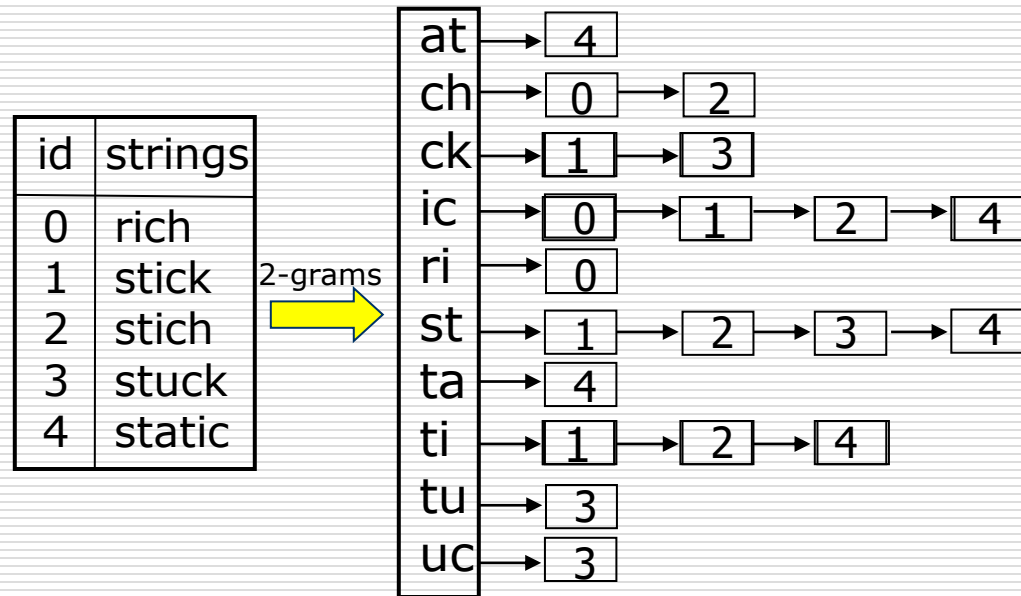 id strings
0 rich
1 stick
2 stich
3 stuck
4 static
2-grams
at 4
ch 0 2
ck 1 3
ic 0 1 2 4
ri 0
st 1 2 3 4
ta 4
ti 1 2 4
tu 3
uc 3